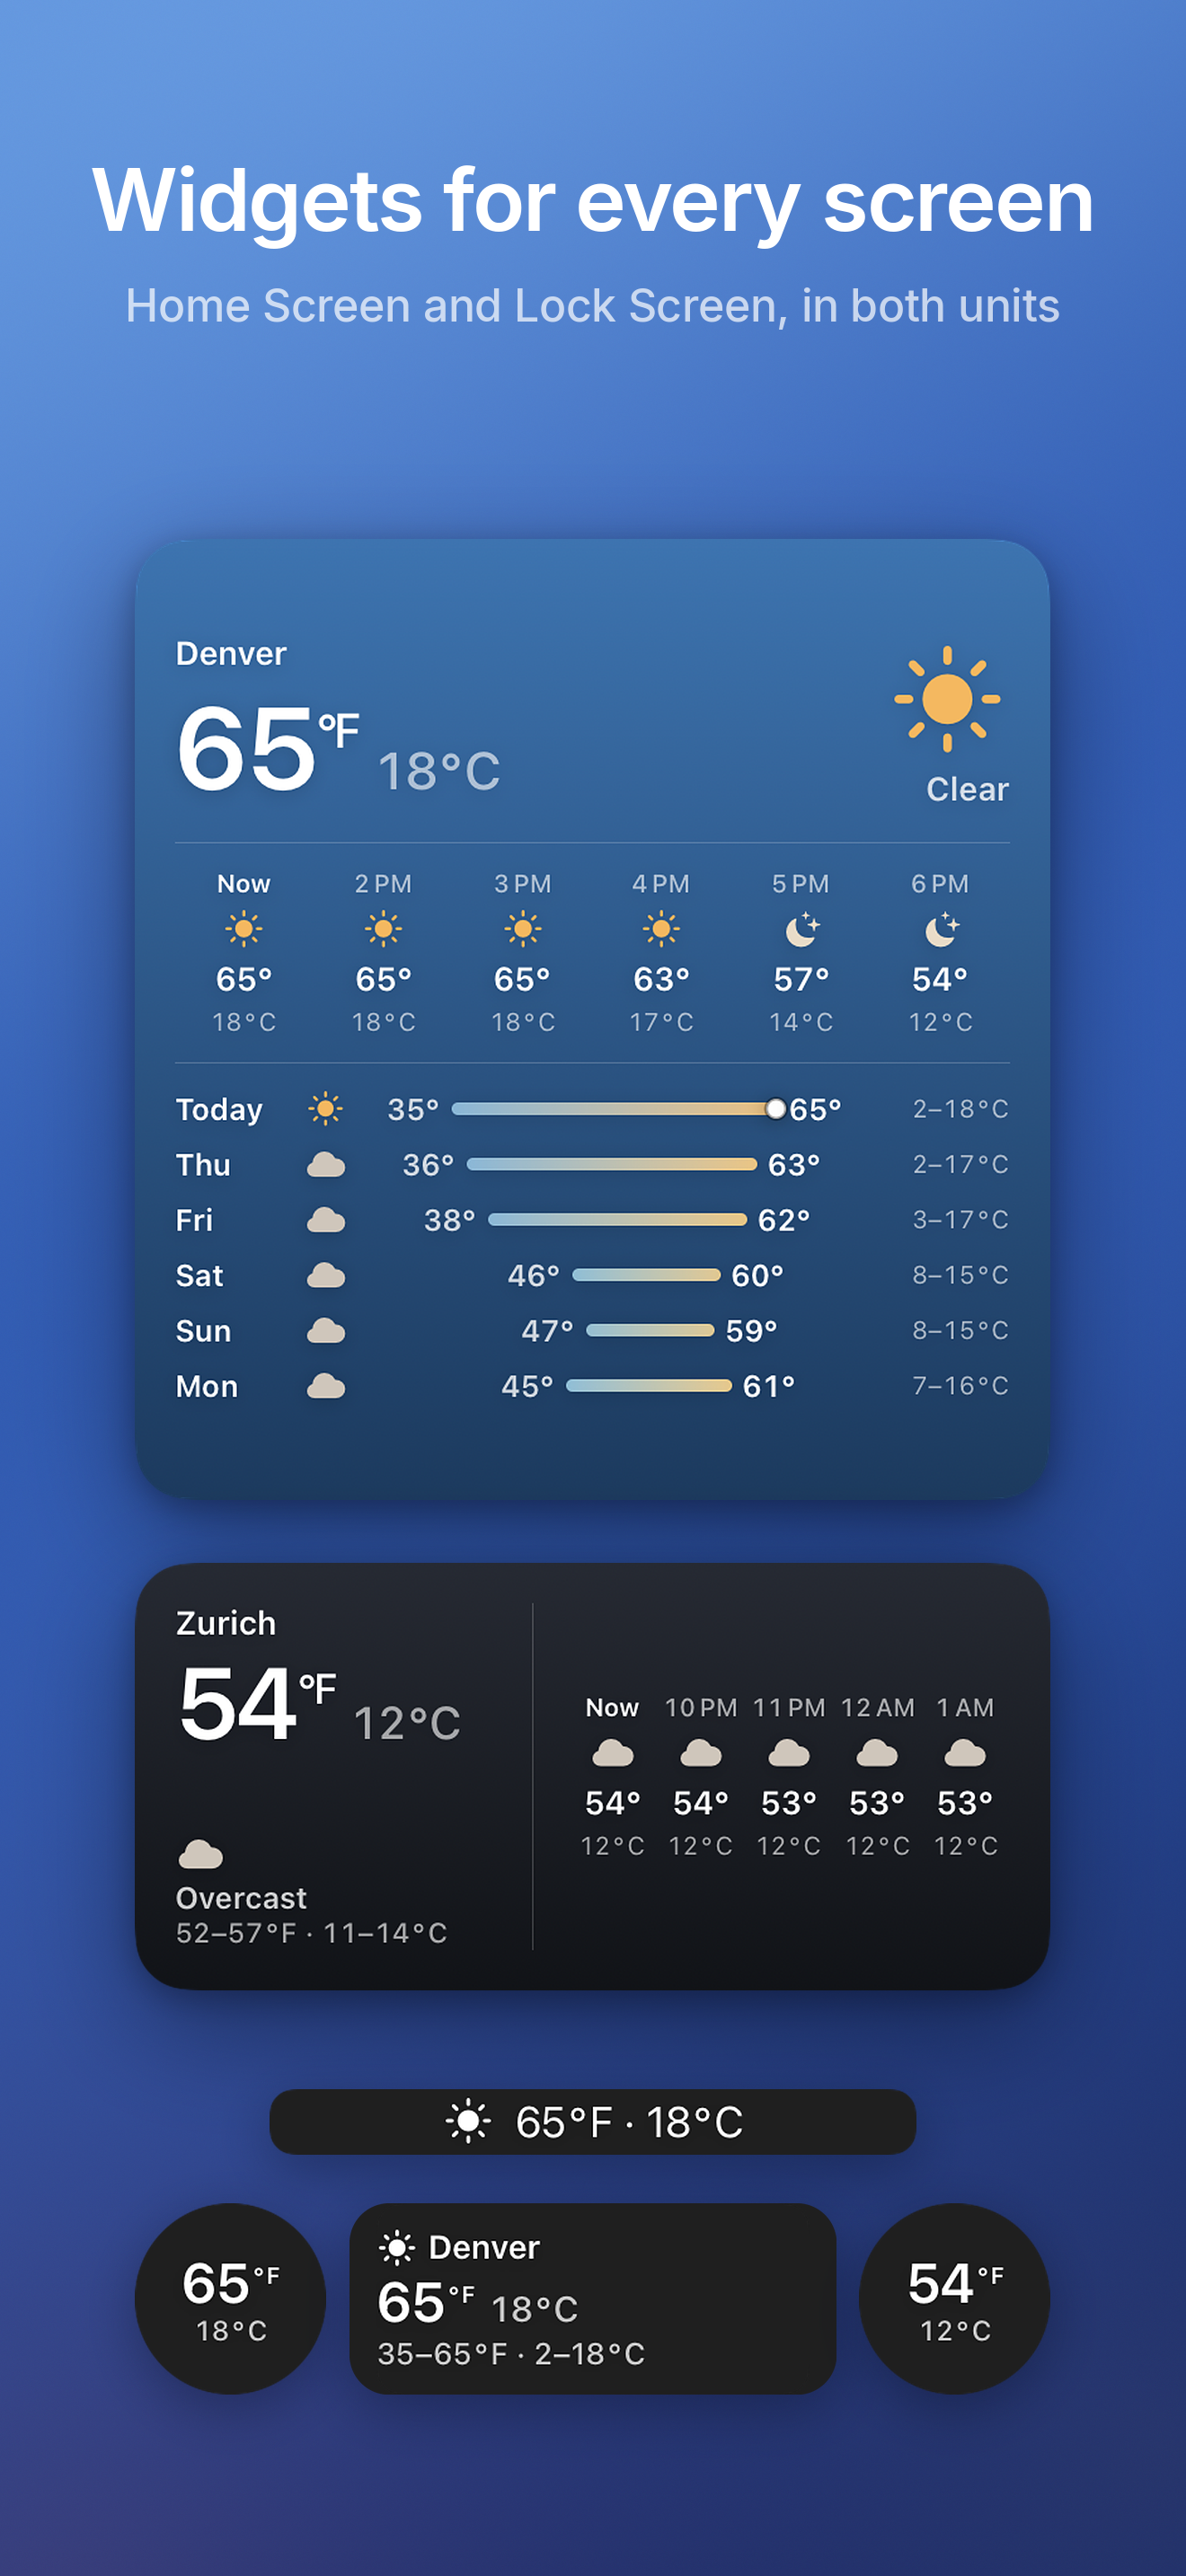 Widgets for every screen
Home Screen and Lock Screen, in both units
Denver
65°F 18°C
Clear
Now 2 PM 3 PM 4 PM 5 PM 6 PM
65° 65° 65° 63° 57° 54°
18°C 18°C 18°C 17°C 14°C 12°C
Today 35° 65° 2–18°C
Thu 36° 63° 2–17°C
Fri 38° 62° 3–17°C
Sat 46° 60° 8–15°C
Sun 47° 59° 8–15°C
Mon 45° 61° 7–16°C
Zurich
54°F 12°C
Overcast
52–57°F · 11–14°C
Now 10 PM 11 PM 12 AM 1 AM
54° 54° 53° 53° 53°
12°C 12°C 12°C 12°C 12°C
65°F · 18°C
65°F
18°C
Denver
65°F 18°C
35–65°F · 2–18°C
54°F
12°C